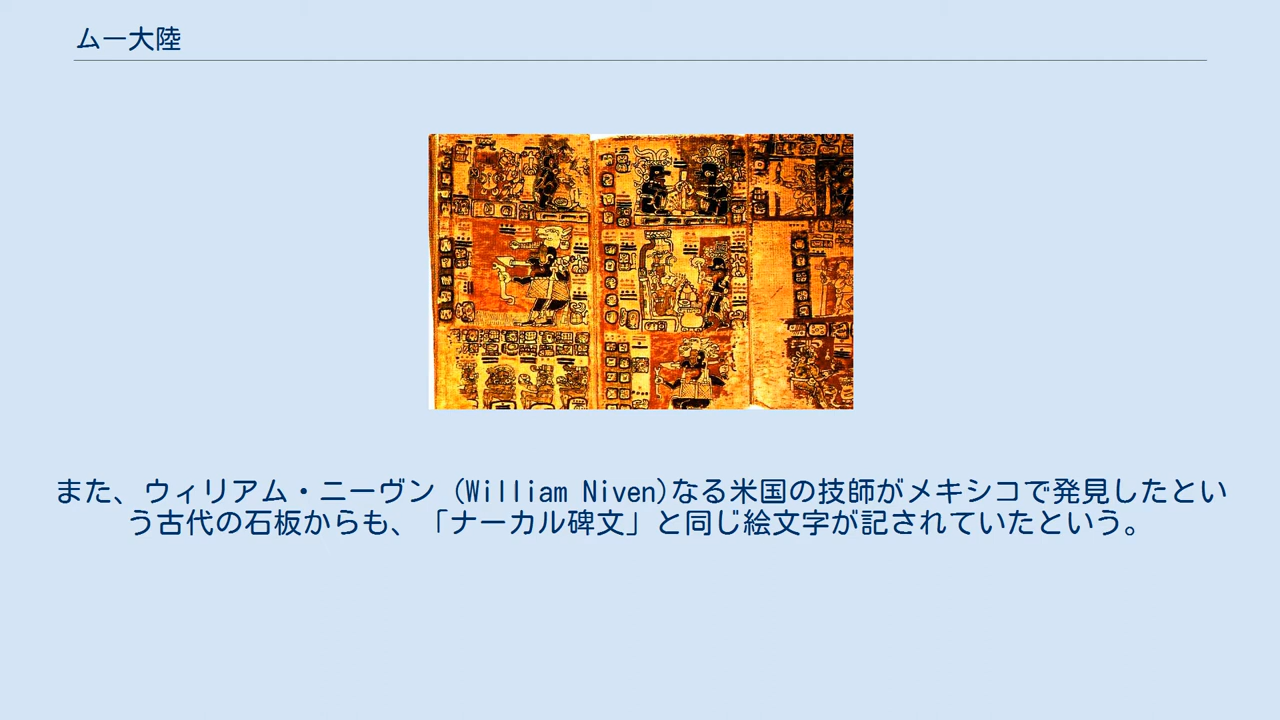 ムー大陸
また、ウィリアム・ニーヴン (William Niven)なる米国の技師がメキシコで発見したとい
う古代の石板からも、「ナーカル碑文」と同じ絵文字が記されていたという。